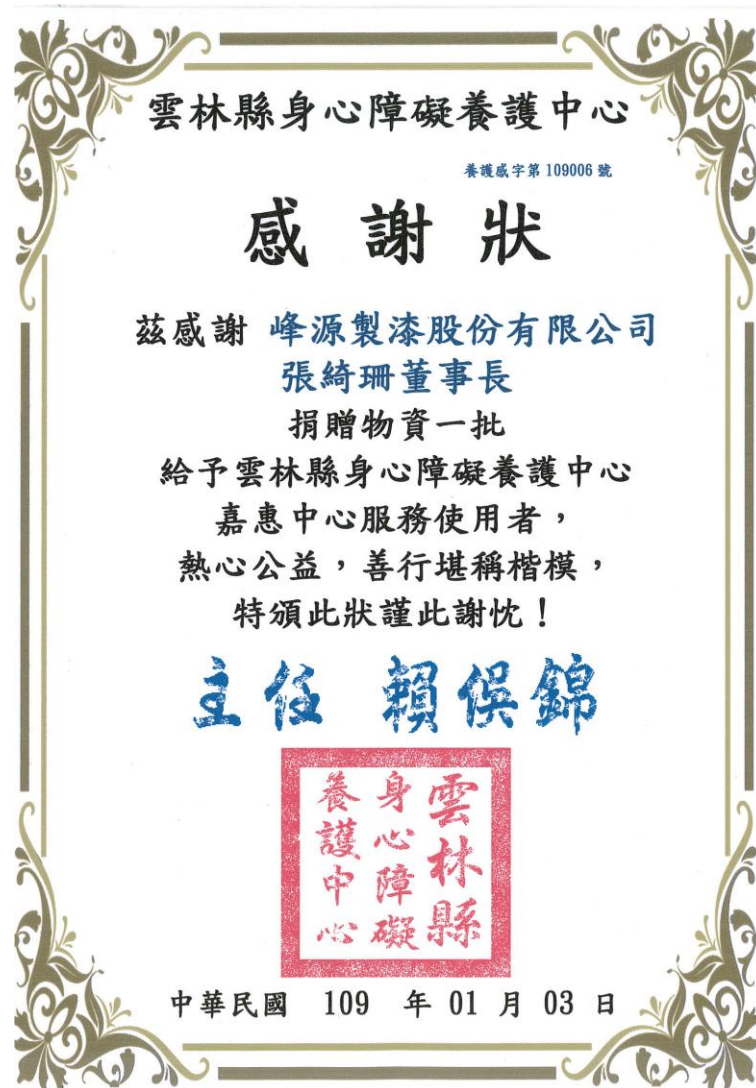 雲林縣身心障礙養護中心
養護感字第 109006 號
感 謝 狀
茲感謝 峰源製漆股份有限公司
張綺珊董事長
捐贈物資一批
給予雲林縣身心障礙養護中心
嘉惠中心服務使用者，
熱心公益，善行堪稱楷模，
特頒此狀謹此謝忱！
主任 賴俁錦
雲林縣
身心障礙
養護中心
中華民國 109 年 01 月 03 日